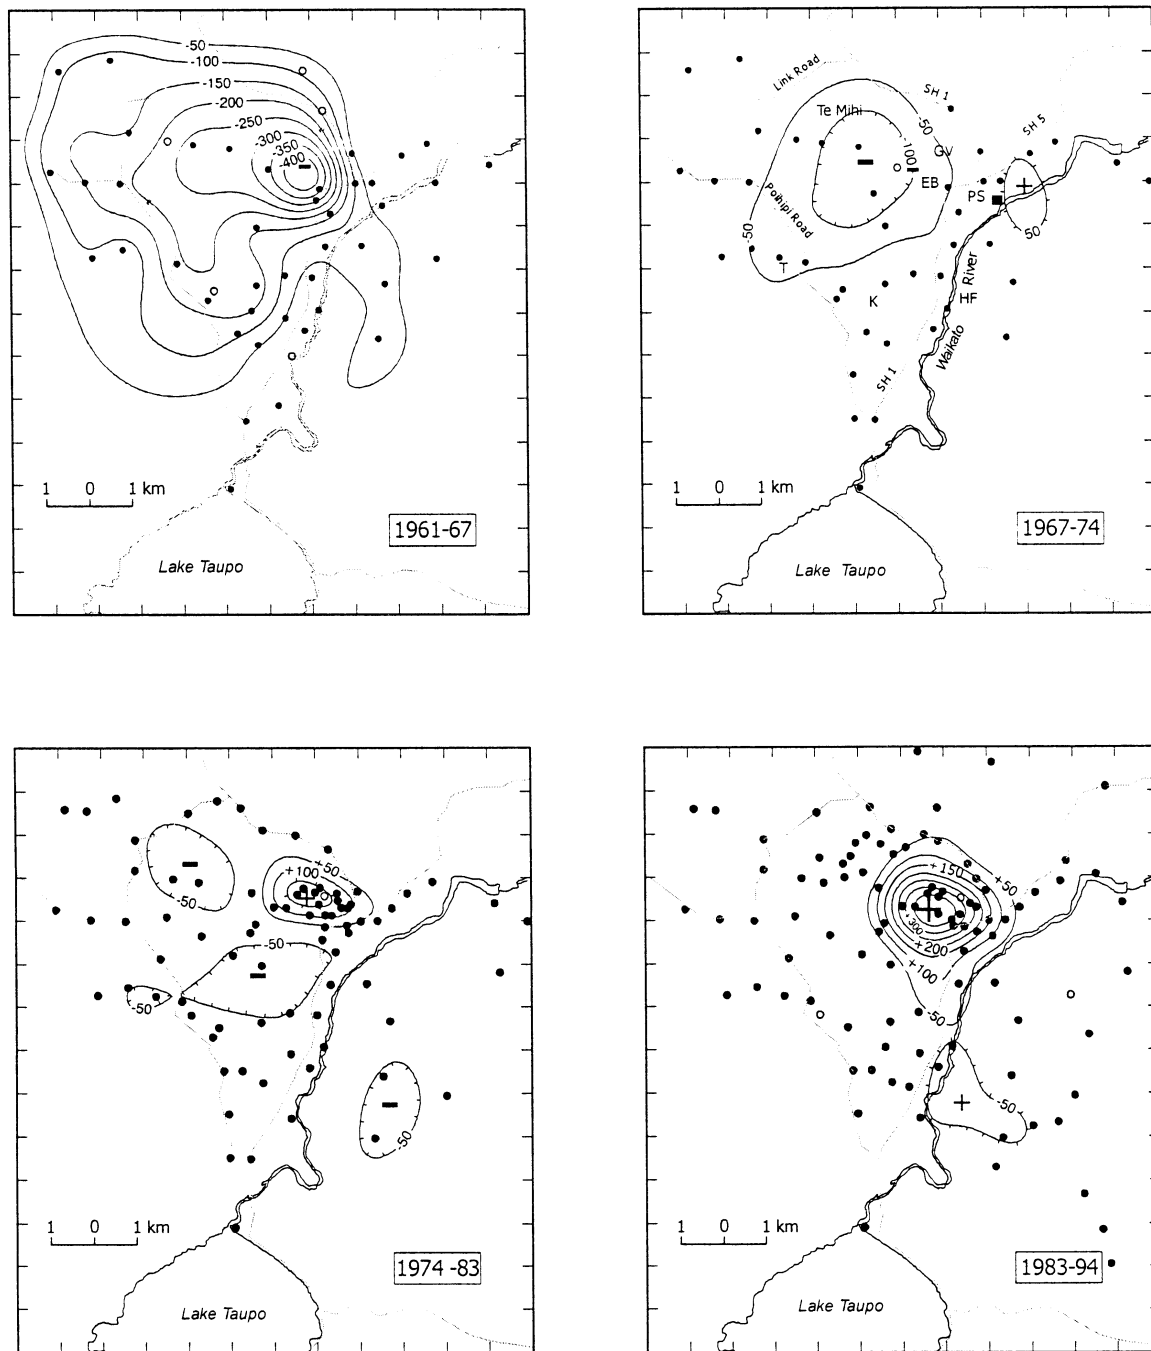 -50
-100
-150
-200
-250
-300
-350
-400
1 0 1 km
1961-67
Lake Taupo
Link Road
SH 1
Te Mihi
-50
SH 5
-100
GV
EB
PS
Poihipi Road
-50
50
T
River
K
HF
Waikato
SH 1
1 0 1 km
1967-74
Lake Taupo
+50
+100
-50
-50
-50
-50
1 0 1 km
1974 -83
Lake Taupo
+150
+50
+300
+200
+100
-50
-50
1 0 1 km
1983-94
Lake Taupo